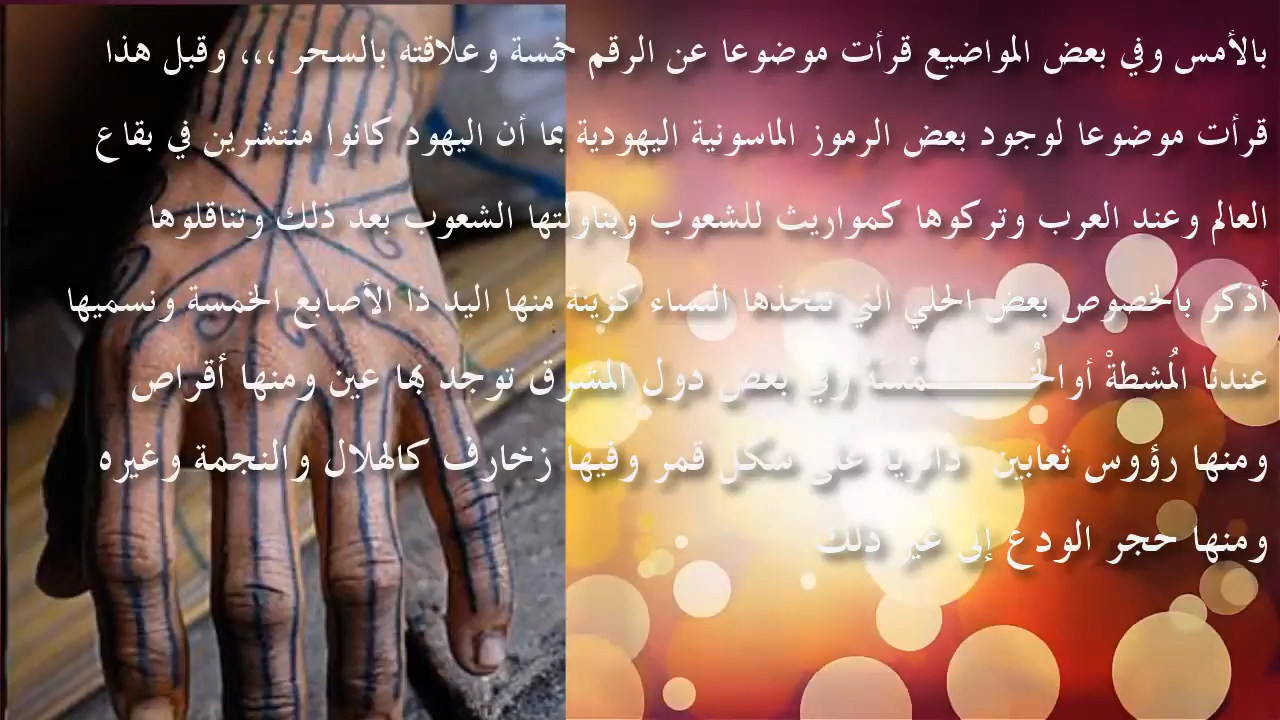 بالأمس وفي بعض المواضيع قرأت موضوعا عن الرقم خمسة وعلاقته بالسحر ،،، وقبل هذا
قرأت موضوعا لوجود بعض الرموز الماسونية اليهودية بما أن اليهود كانوا منتشرين في بقاع
العالم وعند العرب وتركوها كمواريث للشعوب وبناولتها الشعوب بعد ذلك وتناقلوها
أذكر بالخصوص بعض الحلي التي تتخذها النساء كزينة منها اليد ذا الأصابع الخمسة ونسميها
عندنا المُشطةْ أوالخُـــــــــمْسَة وفي بعض دول المشرق توجد بها عين ومنها أقراص
ومنها رؤوس ثعابين دائرية على شكل قمر وفيها زخارف كالهلال والنجمة وغيره
ومنها حجر الودع إلى غير ذلك